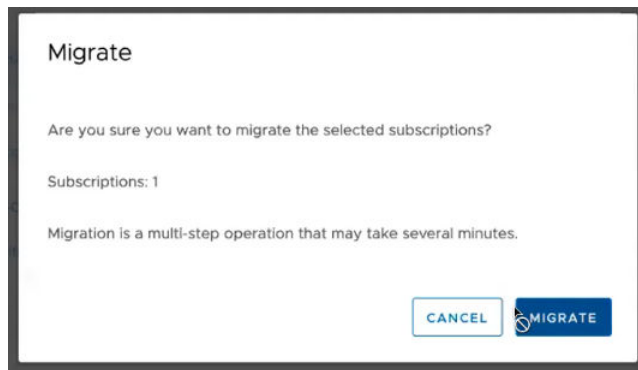 Migrate
Are you sure you want to migrate the selected subscriptions?
Subscriptions: 1
Migration is a multi-step operation that may take several minutes.
CANCEL
MIGRATE